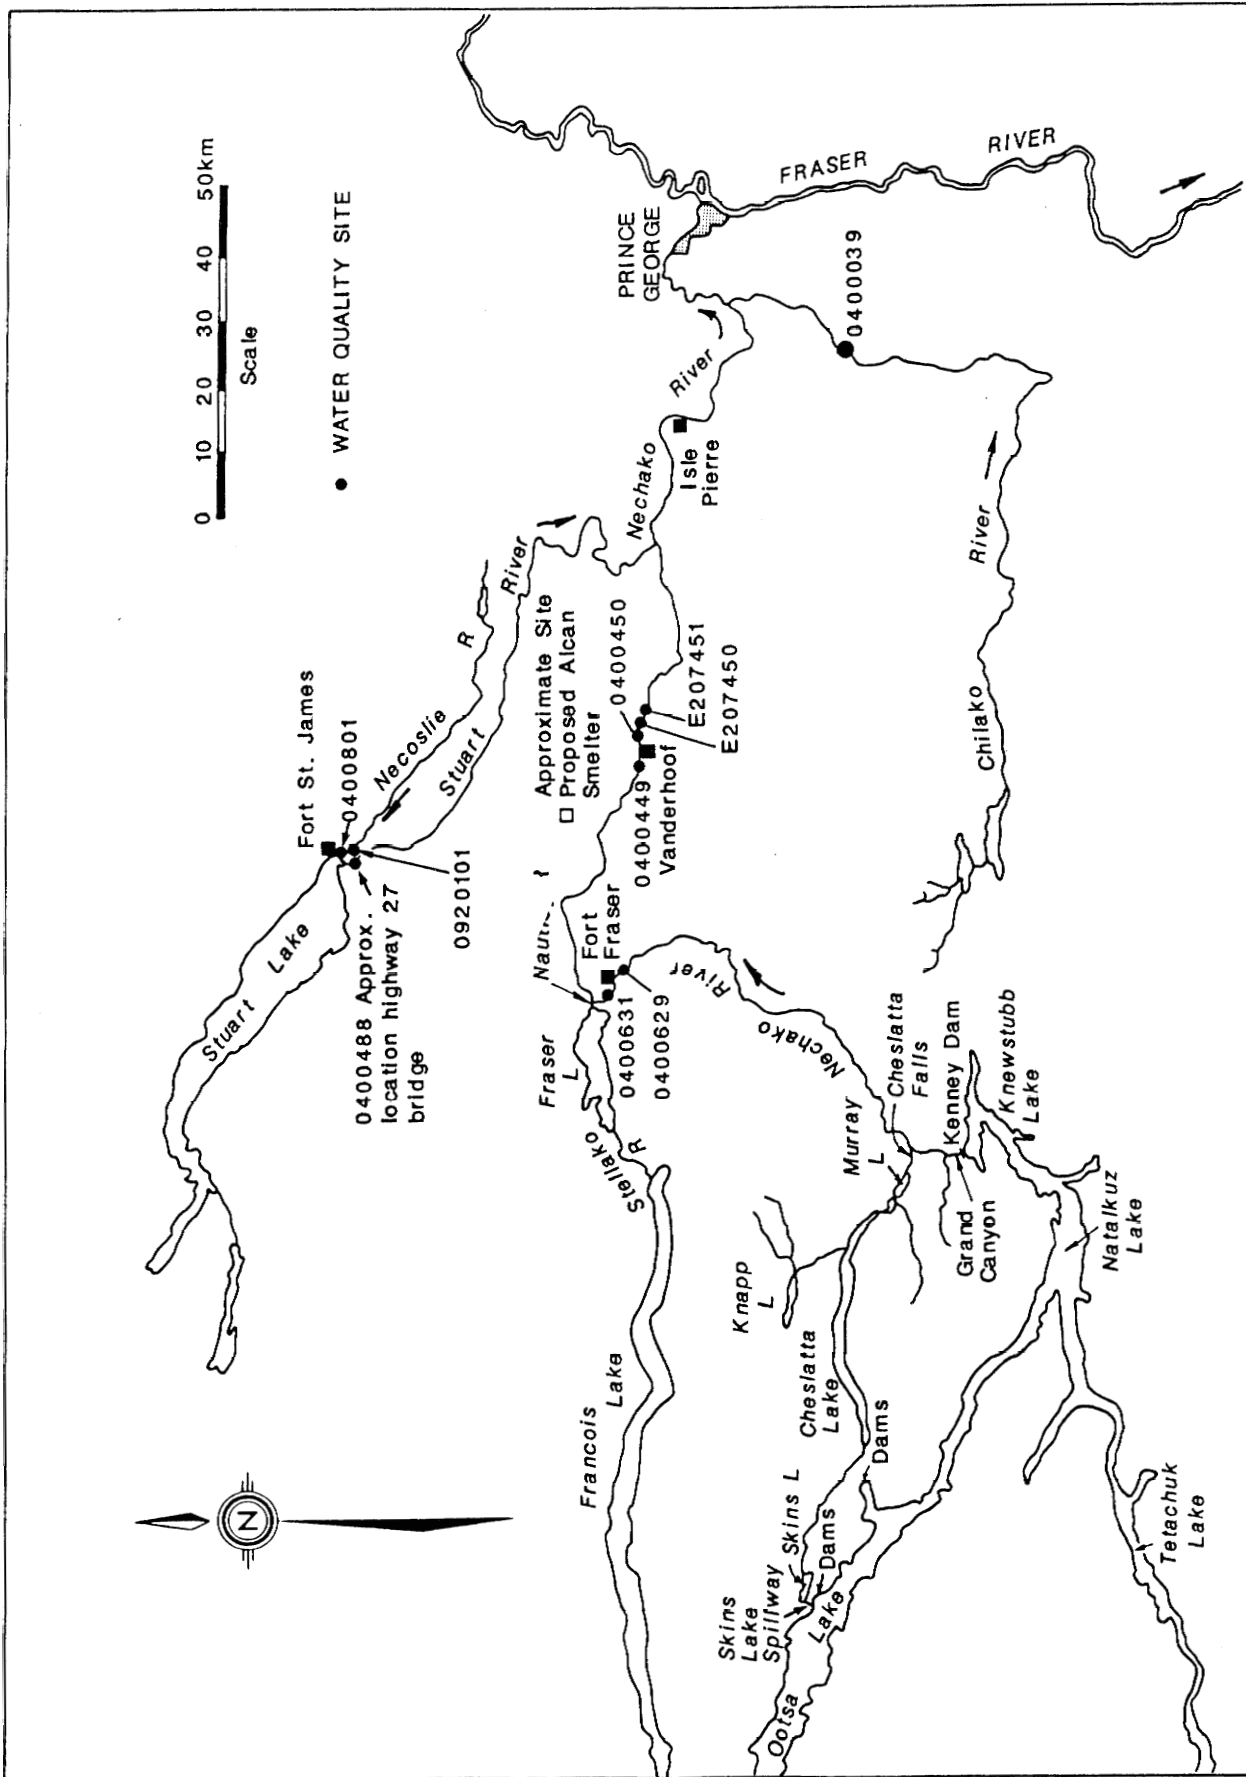 0 10 20 30 40 50km
Scale
● WATER QUALITY SITE
N
Fort St. James
0400801
Necoslie R
Stuart River
Stuart Lake
0400488 Approx.
location highway 27
bridge
0920101
Approximate Site
□ Proposed Alcan
Smelter
0400450
E207451
E207450
0400449
Vanderhoof
Nechako River
Isle
Pierre
PRINCE
GEORGE
FRASER RIVER
0400039
Chilako River
Fort
Fraser
0400631
0400629
Fraser
L
Stellako
R
Francois Lake
Nechako River
Cheslatta
Falls
Murray
L
Kenney Dam
Knewstubb
Lake
Grand
Canyon
Natalkuz
Lake
Knapp
L
Cheslatta
Lake
Dams
Skins L
Dams
Skins
Lake
Spillway
Ootsa Lake
Tetachuk
Lake